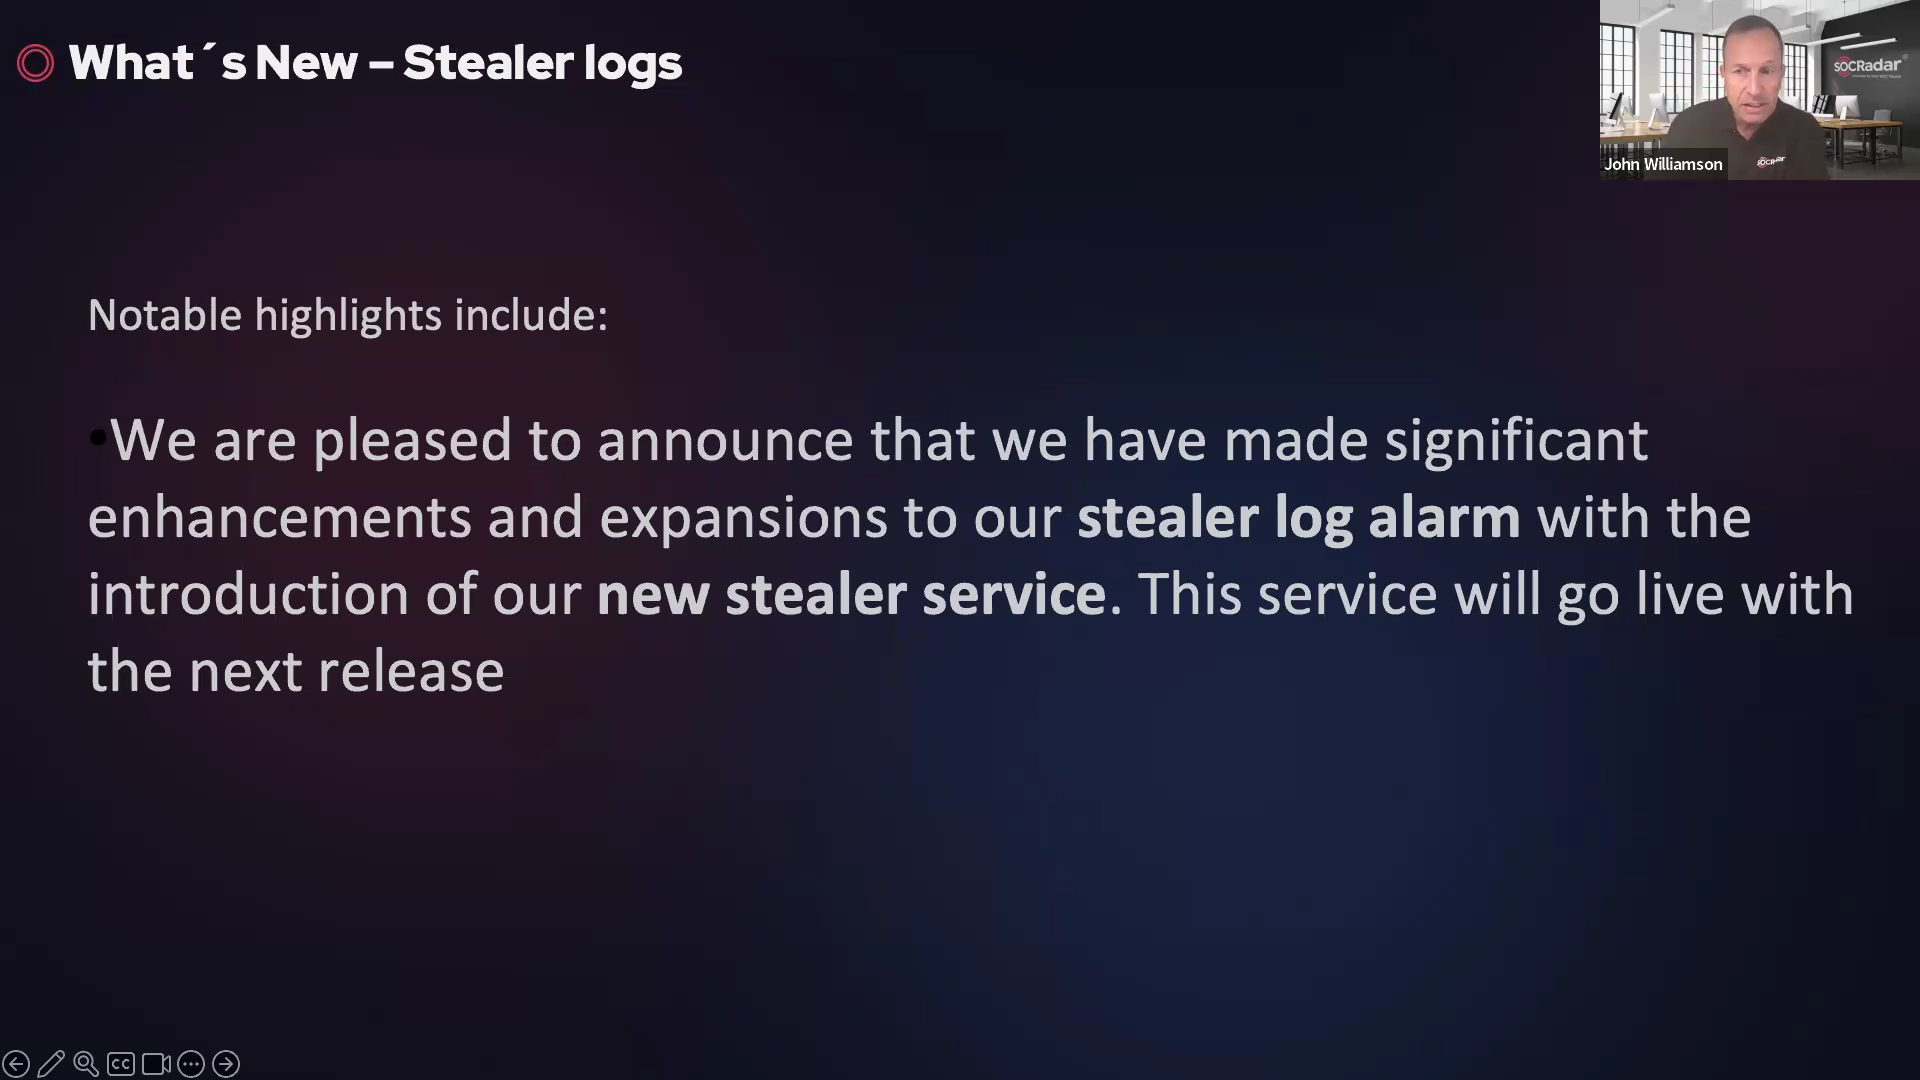 What´s New – Stealer logs
SOCRadar
John Williamson
SOCRadar
Notable highlights include:
•We are pleased to announce that we have made significant
enhancements and expansions to our stealer log alarm with the
introduction of our new stealer service. This service will go live with
the next release
CC